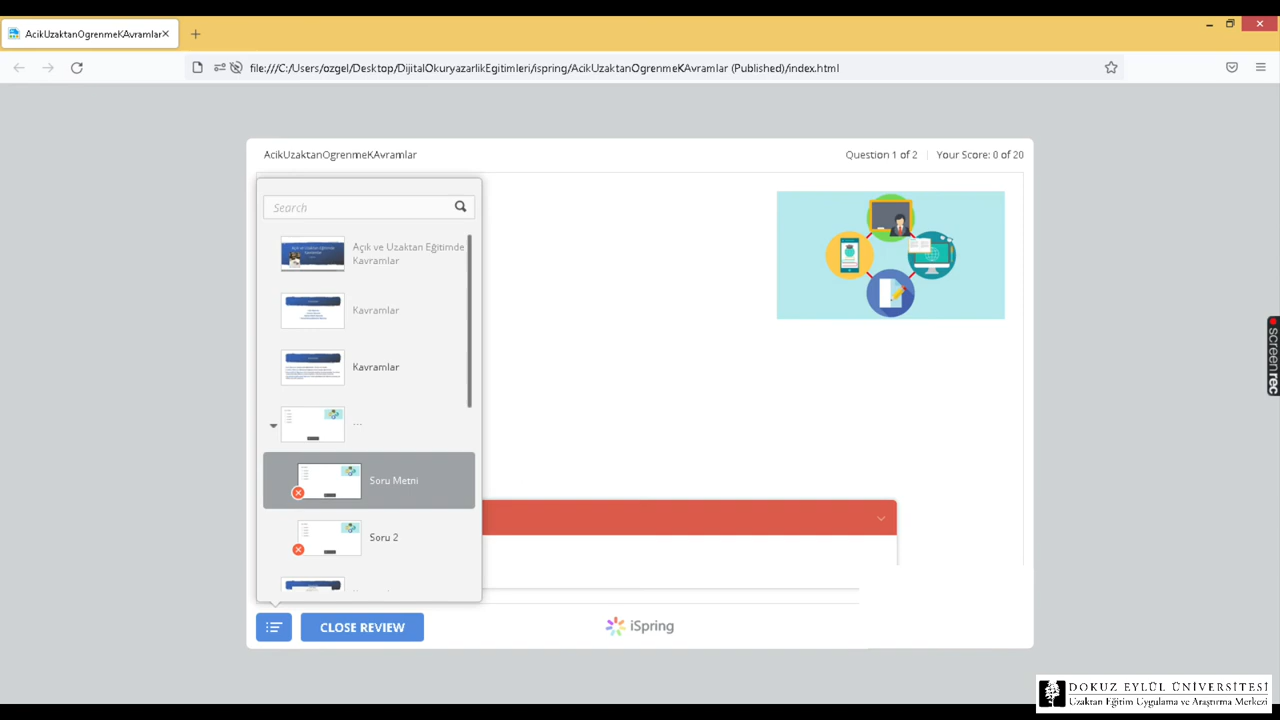 AcikUzaktanOgrenmeKAvramlar
file:///C:/Users/ozgel/Desktop/DijitalOkuryazarlikEgitimleri/ispring/AcikUzaktanOgrenmeKAvramlar (Published)/index.html
AcikUzaktanOgrenmeKAvramlar
Question 1 of 2
Your Score: 0 of 20
Search
Açık ve Uzaktan Eğitimde
Kavramlar
Kavramlar
Kavramlar
...
Soru Metni
Soru 2
CLOSE REVIEW
iSpring
screenrec
DOKUZ EYLÜL ÜNİVERSİTESİ
Uzaktan Eğitim Uygulama ve Araştırma Merkezi